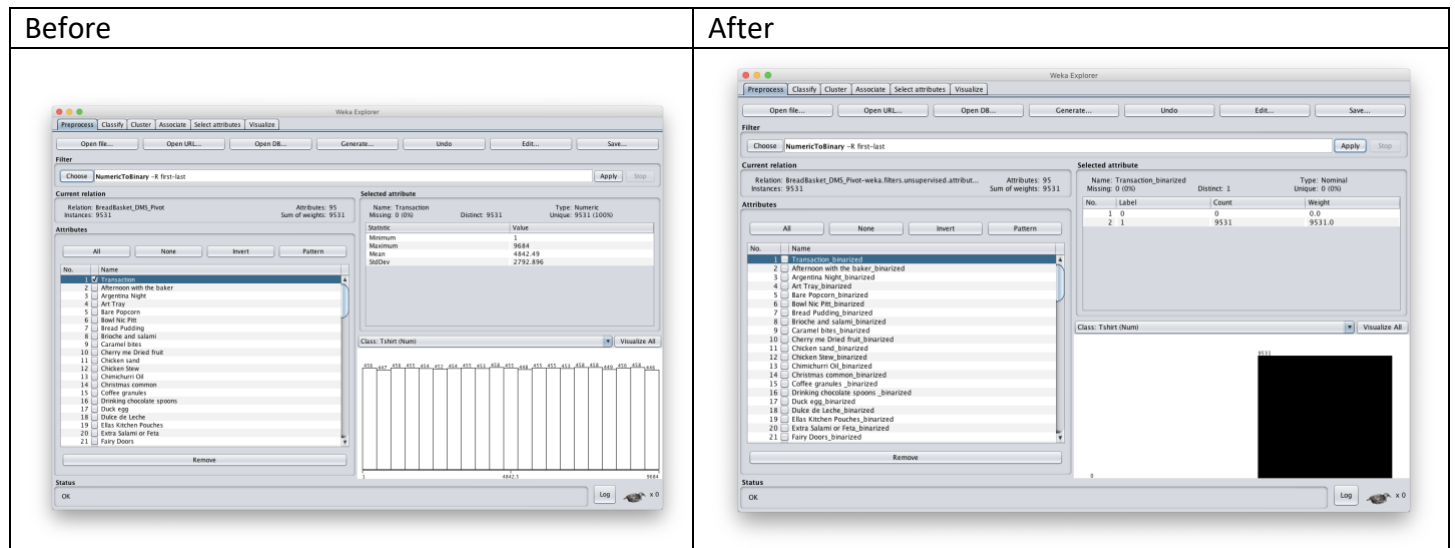 Before
After
Weka Explorer
Preprocess Classify Cluster Associate Select attributes Visualize
Open file... Open URL... Open DB... Generate... Undo Edit... Save...
Filter
Choose NumericToBinary -R first-last Apply Stop
Current relation
Relation: BreadBasket_DMS_Pivot Attributes: 95
Instances: 9531 Sum of weights: 9531
Attributes
All None Invert Pattern
No. Name
1 Transaction
2 Afternoon with the baker
3 Argentina Night
4 Art Tray
5 Bare Popcorn
6 Bowl Nic Pitt
7 Bread Pudding
8 Brioche and salami
9 Caramel bites
10 Cherry me Dried fruit
11 Chicken sand
12 Chicken Stew
13 Chimichurri Oil
14 Christmas common
15 Coffee granules
16 Drinking chocolate spoons
17 Duck egg
18 Dulce de Leche
19 Ellas Kitchen Pouches
20 Extra Salami or Feta
21 Fairy Doors
Remove
Status
OK
Selected attribute
Name: Transaction Type: Numeric
Missing: 0 (0%) Distinct: 9531 Unique: 9531 (100%)
Statistic Value
Minimum 1
Maximum 9684
Mean 4842.49
StdDev 2792.896
Class: Tshirt (Num) Visualize All
1 4842.5 9684
Log x 0
Weka Explorer
Preprocess Classify Cluster Associate Select attributes Visualize
Open file... Open URL... Open DB... Generate... Undo Edit... Save...
Filter
Choose NumericToBinary -R first-last Apply Stop
Current relation
Relation: BreadBasket_DMS_Pivot-weka.filters.unsupervised.attribut... Attributes: 95
Instances: 9531 Sum of weights: 9531
Attributes
All None Invert Pattern
No. Name
1 Transaction_binarized
2 Afternoon with the baker_binarized
3 Argentina Night_binarized
4 Art Tray_binarized
5 Bare Popcorn_binarized
6 Bowl Nic Pitt_binarized
7 Bread Pudding_binarized
8 Brioche and salami_binarized
9 Caramel bites_binarized
10 Cherry me Dried fruit_binarized
11 Chicken sand_binarized
12 Chicken Stew_binarized
13 Chimichurri Oil_binarized
14 Christmas common_binarized
15 Coffee granules _binarized
16 Drinking chocolate spoons _binarized
17 Duck egg_binarized
18 Dulce de Leche_binarized
19 Ellas Kitchen Pouches_binarized
20 Extra Salami or Feta_binarized
21 Fairy Doors_binarized
Remove
Status
OK
Selected attribute
Name: Transaction_binarized Type: Nominal
Missing: 0 (0%) Distinct: 1 Unique: 0 (0%)
No. Label Count Weight
1 0 0 0.0
2 1 9531 9531.0
Class: Tshirt (Num) Visualize All
9531
0
Log x 0